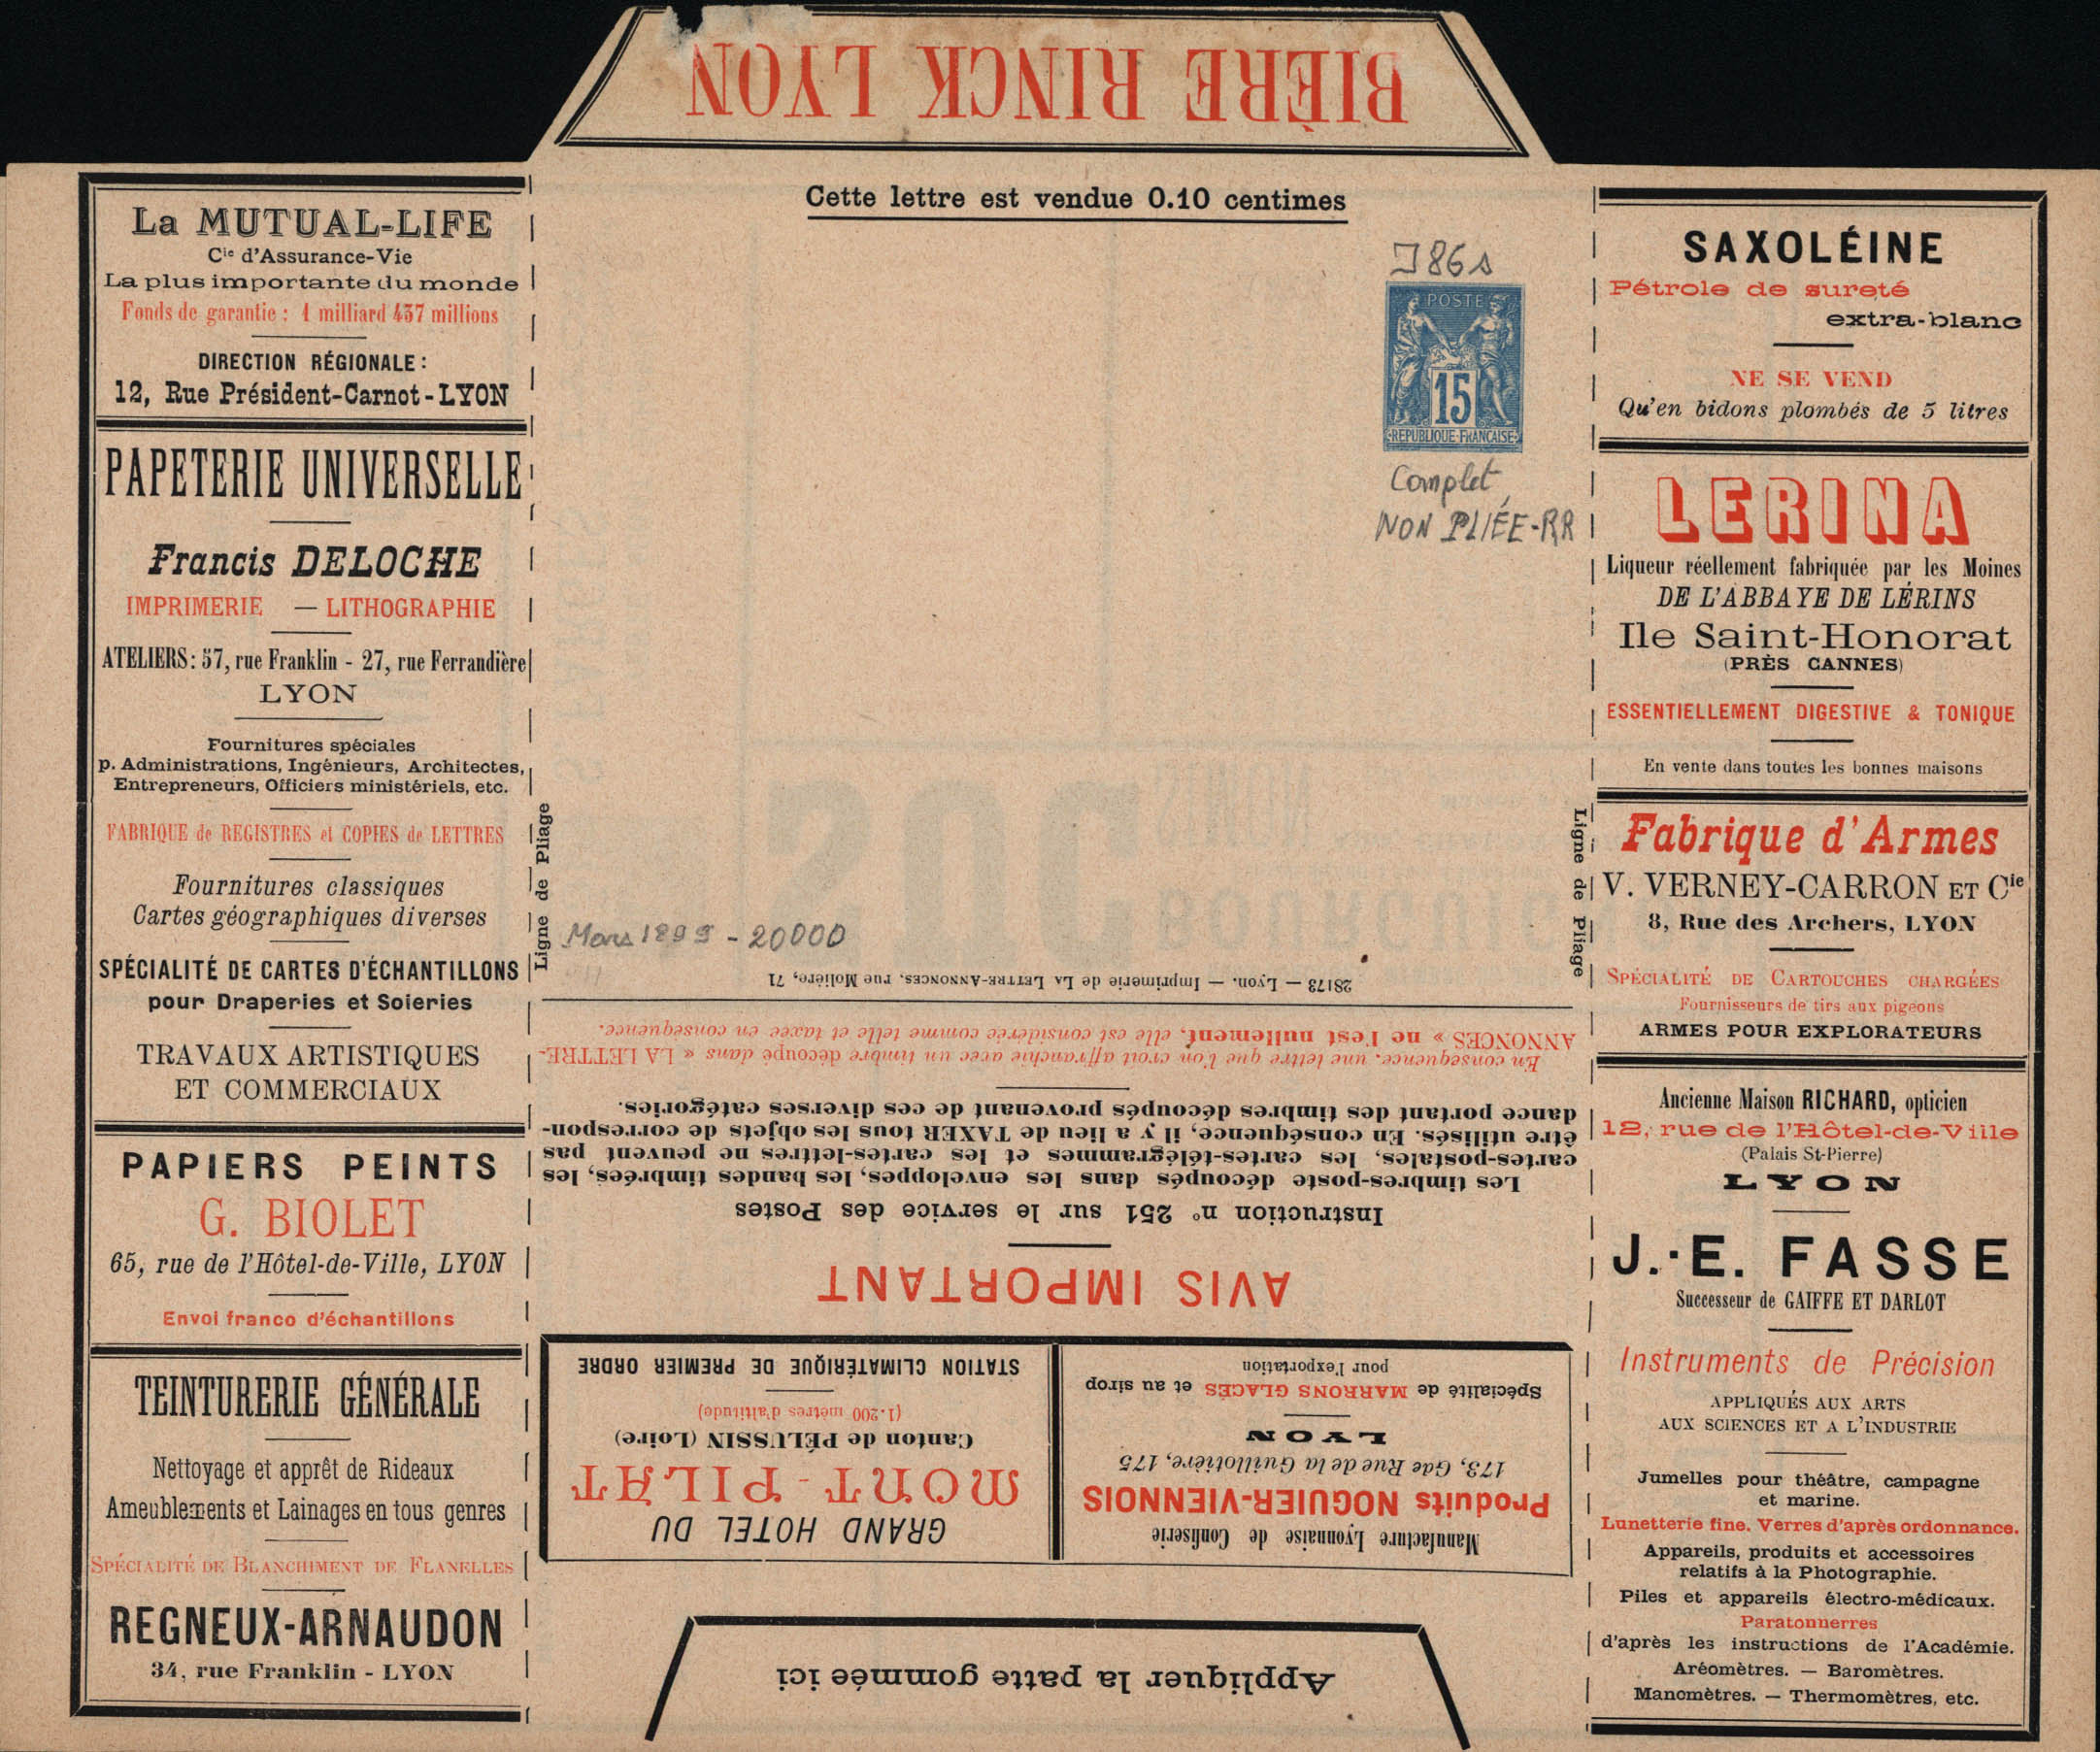 BIÈRE RINCK LYON
La MUTUAL-LIFE
Cie d'Assurance-Vie
La plus importante du monde
Fonds de garantie : 1 milliard 437 millions
DIRECTION RÉGIONALE :
12, Rue Président-Carnot - LYON
PAPETERIE UNIVERSELLE
Francis DELOCHE
IMPRIMERIE — LITHOGRAPHIE
ATELIERS : 57, rue Franklin - 27, rue Ferrandière
LYON
Fournitures spéciales
p. Administrations, Ingénieurs, Architectes,
Entrepreneurs, Officiers ministériels, etc.
FABRIQUE de REGISTRES et COPIES de LETTRES
Fournitures classiques
Cartes géographiques diverses
SPÉCIALITÉ DE CARTES D'ÉCHANTILLONS
pour Draperies et Soieries
TRAVAUX ARTISTIQUES
ET COMMERCIAUX
PAPIERS PEINTS
G. BIOLET
65, rue de l'Hôtel-de-Ville, LYON
Envoi franco d'échantillons
TEINTURERIE GÉNÉRALE
Nettoyage et apprêt de Rideaux
Ameublements et Lainages en tous genres
SPÉCIALITÉ DE BLANCHIMENT DE FLANELLES
REGNEUX-ARNAUDON
34, rue Franklin - LYON
Ligne de Pliage
Cette lettre est vendue 0.10 centimes
J86s
POSTE
15
REPUBLIQUE FRANCAISE
Complet
NON PLIÉE-RR
Mars 1899 - 20000
Appliquer la patte gommée ici
Manufacture Lyonnaise de Confiserie
Produits NOGUIER-VIENNOIS
173, Gde Rue de la Guillotière, 175
LYON
Spécialité de MARRONS GLACÉS et au sirop
pour l'exportation
GRAND HOTEL DU
MONT-PILAT
Canton de PÉLUSSIN (Loire)
(1.200 mètres d'altitude)
STATION CLIMATÉRIQUE DE PREMIER ORDRE
AVIS IMPORTANT
Instruction n° 251 sur le service des Postes
Les timbres-poste découpés dans les enveloppes, les bandes timbrées, les
cartes-postales, les cartes-télégrammes et les cartes-lettres ne peuvent pas
être utilisés. En conséquence, il y a lieu de TAXER tous les objets de correspon-
dance portant des timbres découpés provenant de ces diverses catégories.
En conséquence, une lettre que l'on croit affranchie avec un timbre découpé dans « LA LETTRE-
ANNONCES » ne l'est nullement, elle est considérée comme telle et taxée en conséquence.
28173 — Lyon. — Imprimerie de LA LETTRE-ANNONCES, rue Molière, 71
Ligne de Pliage
SAXOLÉINE
Pétrole de sureté
extra-blanc
NE SE VEND
Qu'en bidons plombés de 5 litres
LERINA
Liqueur réellement fabriquée par les Moines
DE L'ABBAYE DE LÉRINS
Ile Saint-Honorat
(PRÈS CANNES)
ESSENTIELLEMENT DIGESTIVE & TONIQUE
En vente dans toutes les bonnes maisons
Fabrique d'Armes
V. VERNEY-CARRON ET Cie
8, Rue des Archers, LYON
SPÉCIALITÉ DE CARTOUCHES CHARGÉES
Fournisseurs de tirs aux pigeons
ARMES POUR EXPLORATEURS
Ancienne Maison RICHARD, opticien
12, rue de l'Hôtel-de-Ville
(Palais St-Pierre)
LYON
J.-E. FASSE
Successeur de GAIFFE ET DARLOT
Instruments de Précision
APPLIQUÉS AUX ARTS
AUX SCIENCES ET A L'INDUSTRIE
Jumelles pour théâtre, campagne
et marine.
Lunetterie fine. Verres d'après ordonnance.
Appareils, produits et accessoires
relatifs à la Photographie.
Piles et appareils électro-médicaux.
Paratonnerres
d'après les instructions de l'Académie.
Aréomètres. — Baromètres.
Manomètres. — Thermomètres, etc.